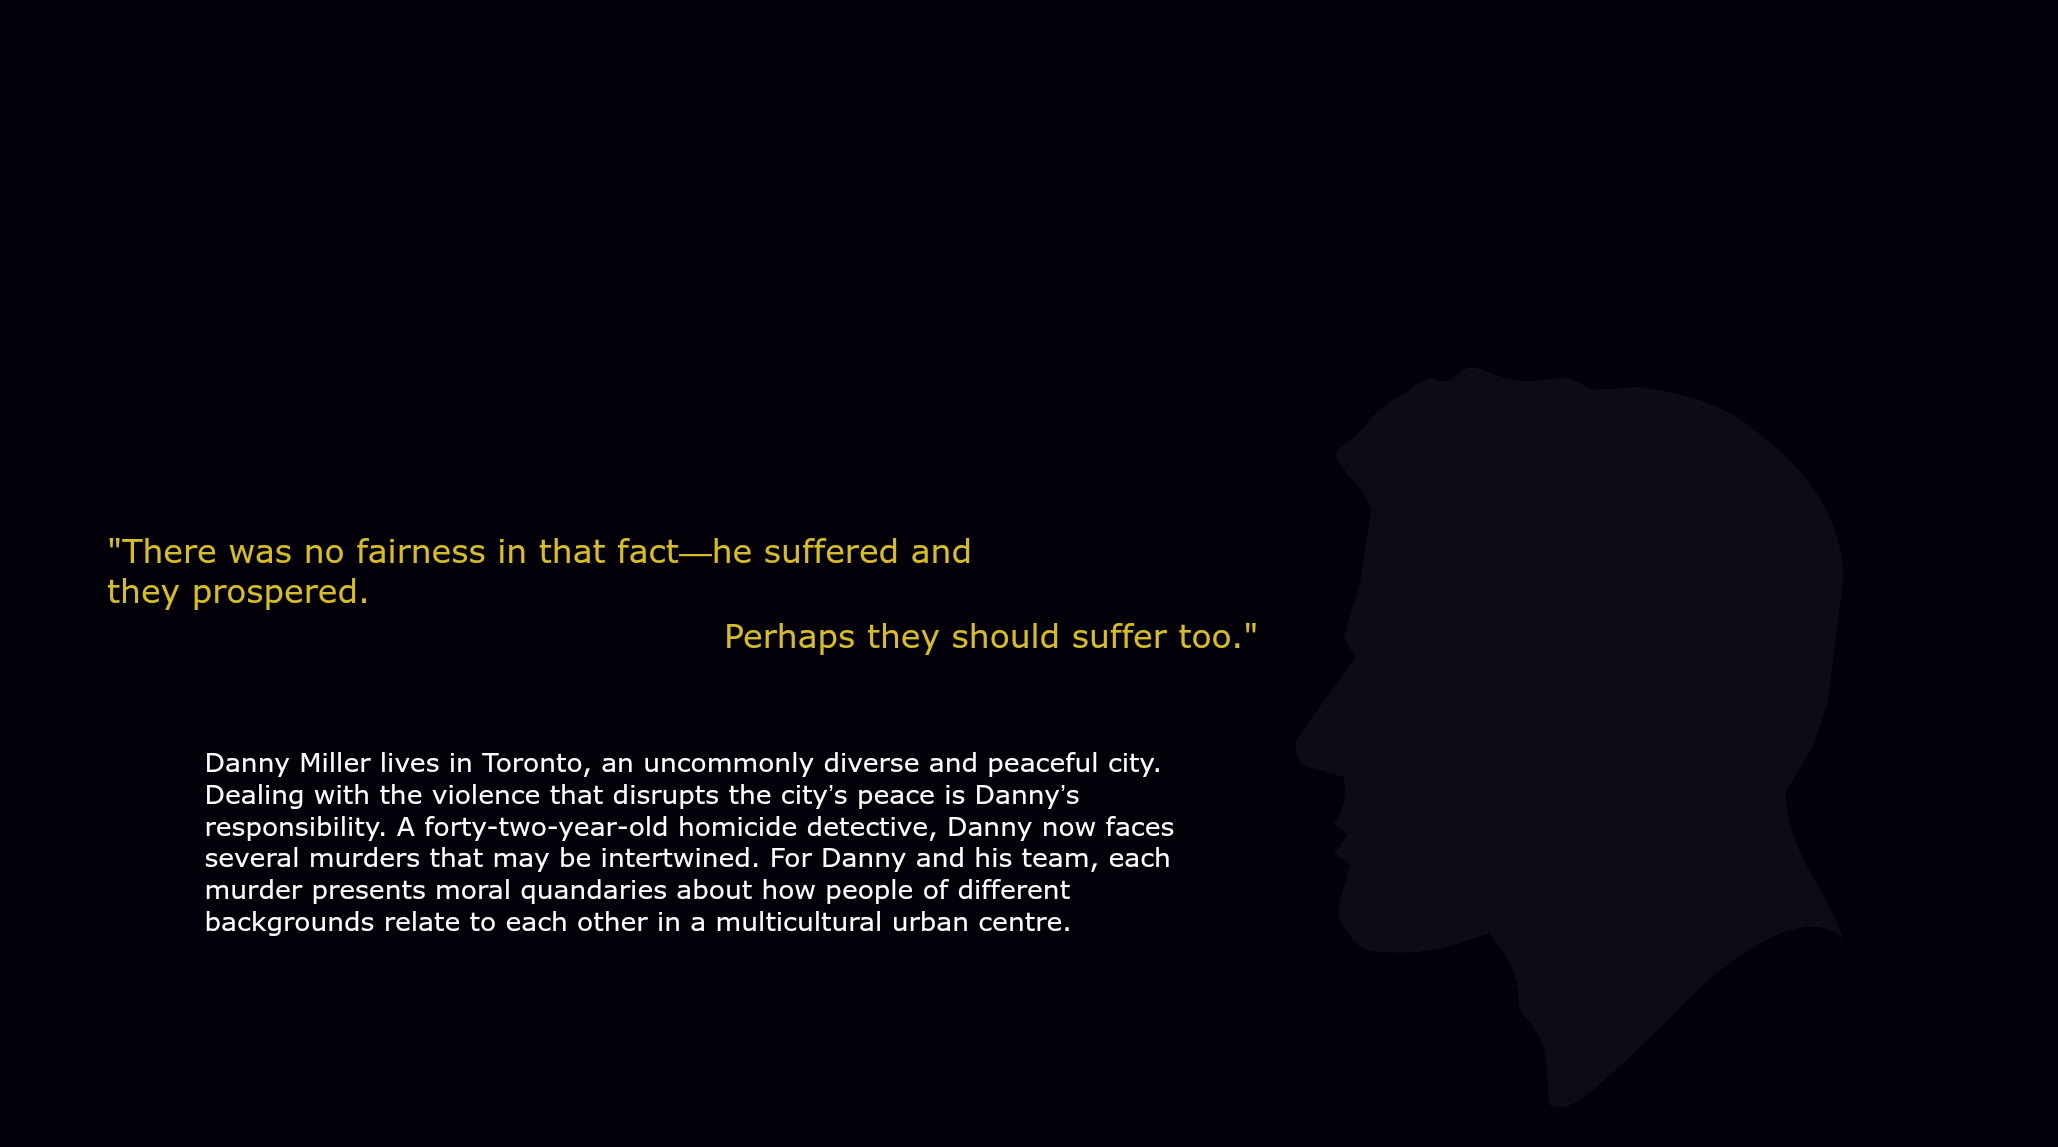 "There was no fairness in that fact—he suffered and
they prospered.
Perhaps they should suffer too."
Danny Miller lives in Toronto, an uncommonly diverse and peaceful city.
Dealing with the violence that disrupts the city’s peace is Danny’s
responsibility. A forty-two-year-old homicide detective, Danny now faces
several murders that may be intertwined. For Danny and his team, each
murder presents moral quandaries about how people of different
backgrounds relate to each other in a multicultural urban centre.